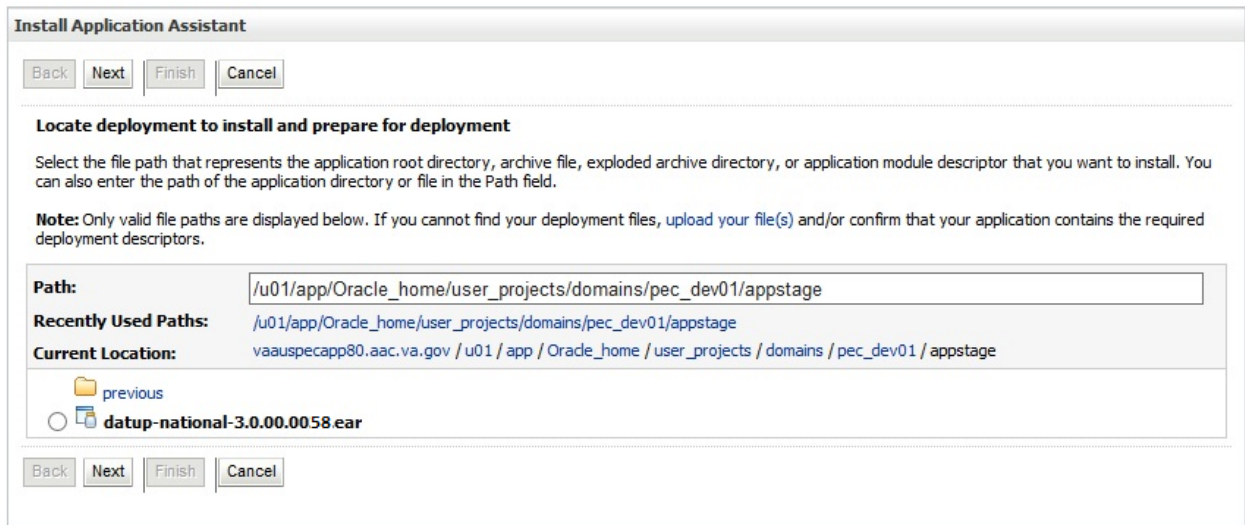 Install Application Assistant
Back Next Finish Cancel
Locate deployment to install and prepare for deployment
Select the file path that represents the application root directory, archive file, exploded archive directory, or application module descriptor that you want to install. You
can also enter the path of the application directory or file in the Path field.
Note: Only valid file paths are displayed below. If you cannot find your deployment files, upload your file(s) and/or confirm that your application contains the required
deployment descriptors.
Path: /u01/app/Oracle_home/user_projects/domains/pec_dev01/appstage
Recently Used Paths: /u01/app/Oracle_home/user_projects/domains/pec_dev01/appstage
Current Location: vaauspecapp80.aac.va.gov / u01 / app / Oracle_home / user_projects / domains / pec_dev01 / appstage
previous
datup-national-3.0.00.0058.ear
Back Next Finish Cancel